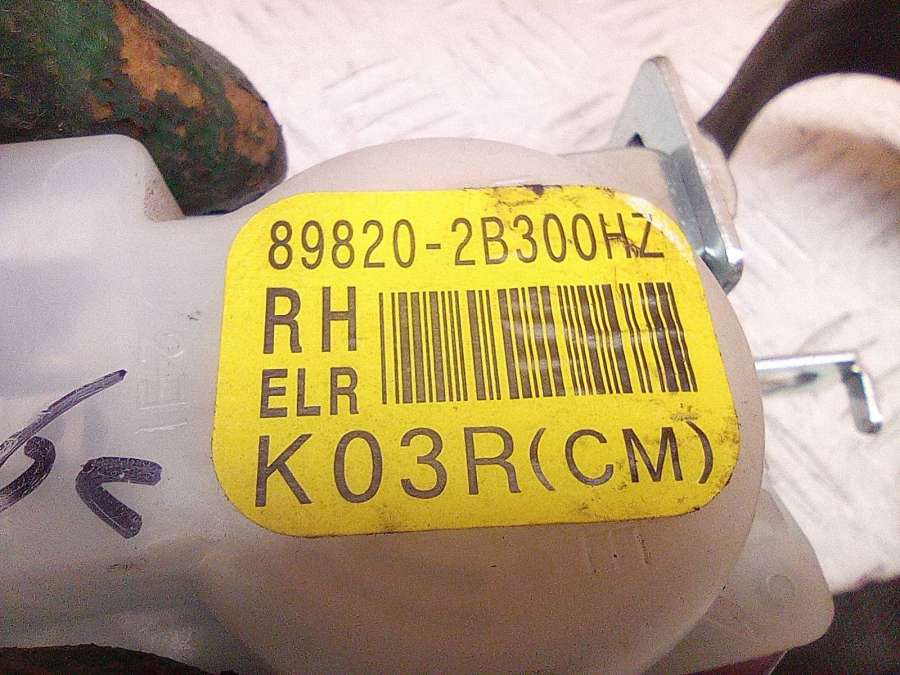 89820-2B300HZ
RH
ELR
K03R(CM)